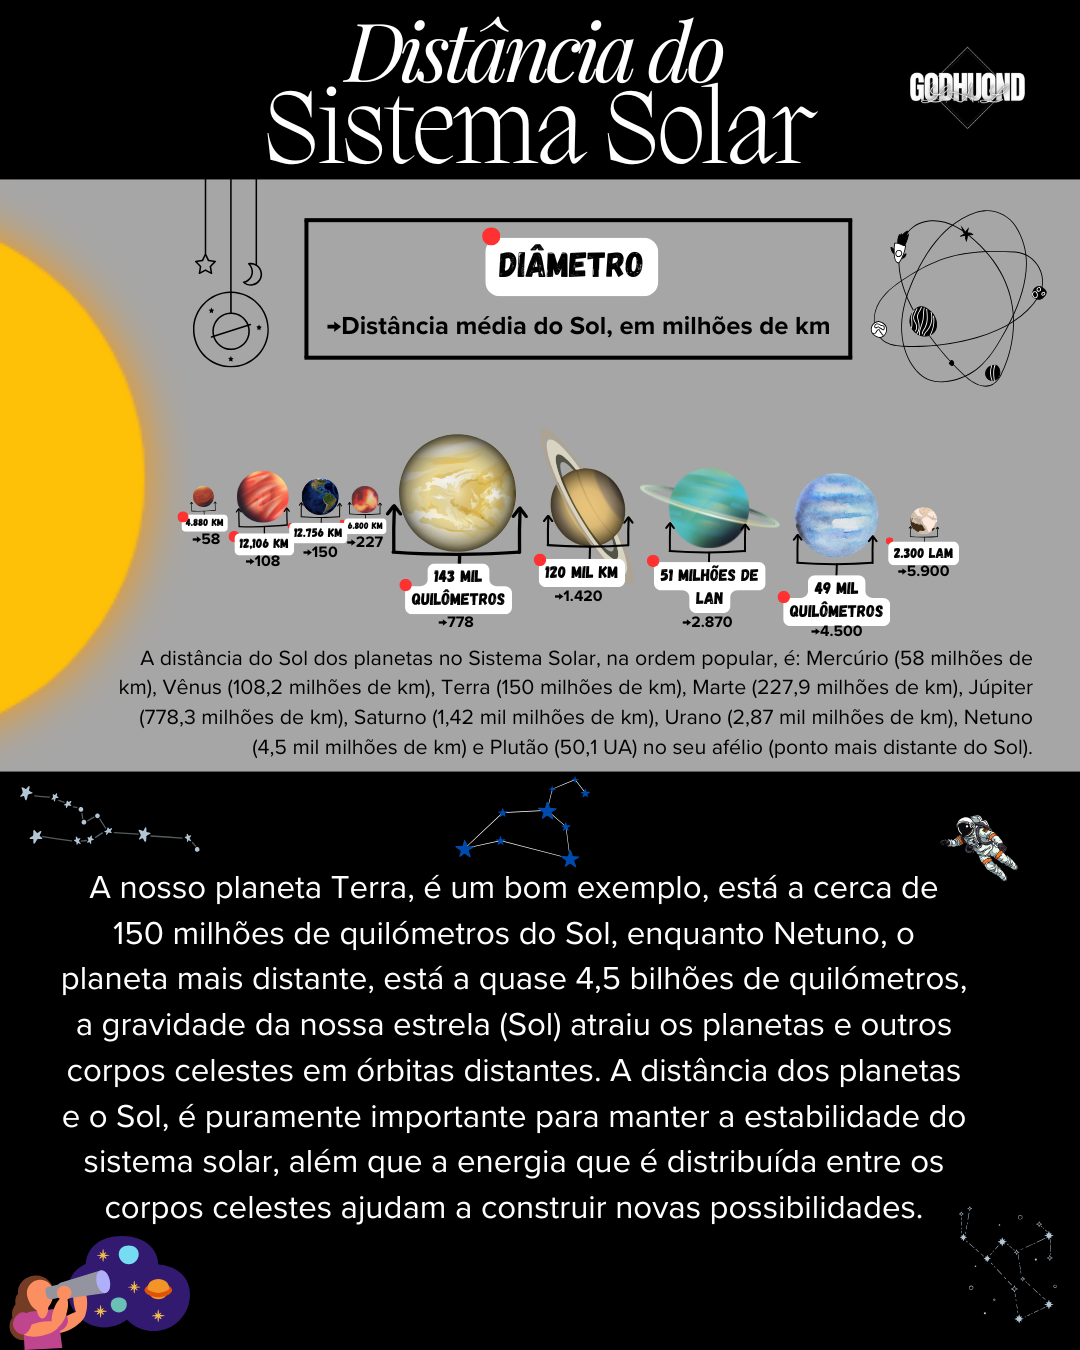 Distância do
Sistema Solar
GODHUOND
DIÂMETRO
→Distância média do Sol, em milhões de km
4.880 KM
→58
12,106 KM
→108
12.756 KM
→150
6.800 KM
→227
143 MIL
QUILÔMETROS
→778
120 MIL KM
→1.420
51 MILHÕES DE
LAN
→2.870
49 MIL
QUILÔMETROS
→4.500
2.300 LAM
→5.900
A distância do Sol dos planetas no Sistema Solar, na ordem popular, é: Mercúrio (58 milhões de
km), Vênus (108,2 milhões de km), Terra (150 milhões de km), Marte (227,9 milhões de km), Júpiter
(778,3 milhões de km), Saturno (1,42 mil milhões de km), Urano (2,87 mil milhões de km), Netuno
(4,5 mil milhões de km) e Plutão (50,1 UA) no seu afélio (ponto mais distante do Sol).
A nosso planeta Terra, é um bom exemplo, está a cerca de
150 milhões de quilómetros do Sol, enquanto Netuno, o
planeta mais distante, está a quase 4,5 bilhões de quilómetros,
a gravidade da nossa estrela (Sol) atraiu os planetas e outros
corpos celestes em órbitas distantes. A distância dos planetas
e o Sol, é puramente importante para manter a estabilidade do
sistema solar, além que a energia que é distribuída entre os
corpos celestes ajudam a construir novas possibilidades.